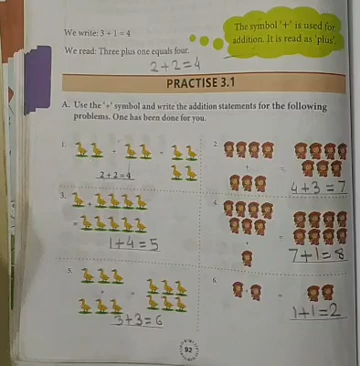 We write: 3 + 1 = 4
We read: Three plus one equals four.
2+2=4
The symbol '+' is used for
addition. It is read as 'plus'.
PRACTISE 3.1
A. Use the '+' symbol and write the addition statements for the following
problems. One has been done for you.
1. + =
2+2=4
2. + =
4+3=7
3. + =
1+4=5
4. + =
7+1=8
5. + =
3+3=6
6. + =
1+1=2
92